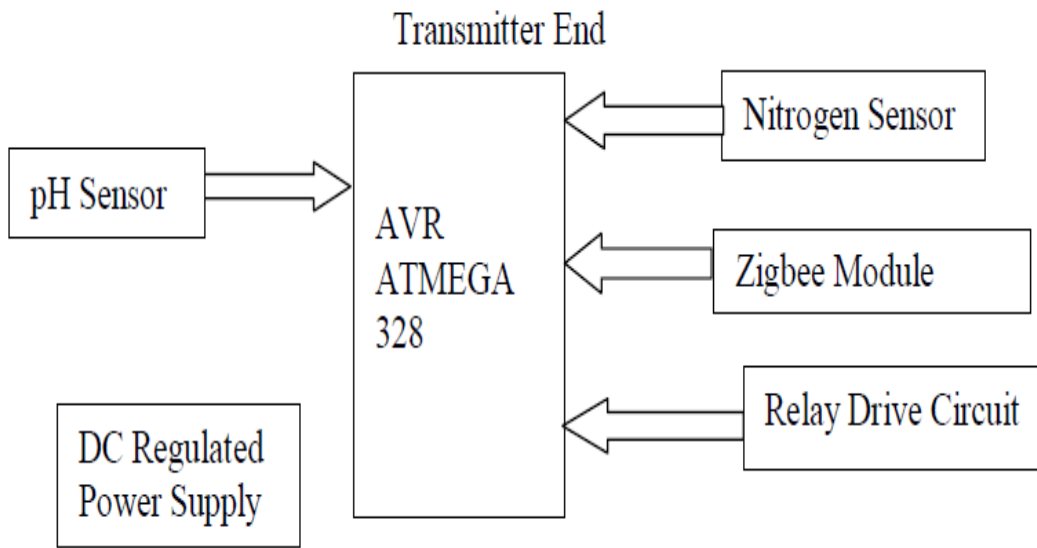 Transmitter End
Nitrogen Sensor
pH Sensor
AVR
ATMEGA
328
Zigbee Module
Relay Drive Circuit
DC Regulated
Power Supply